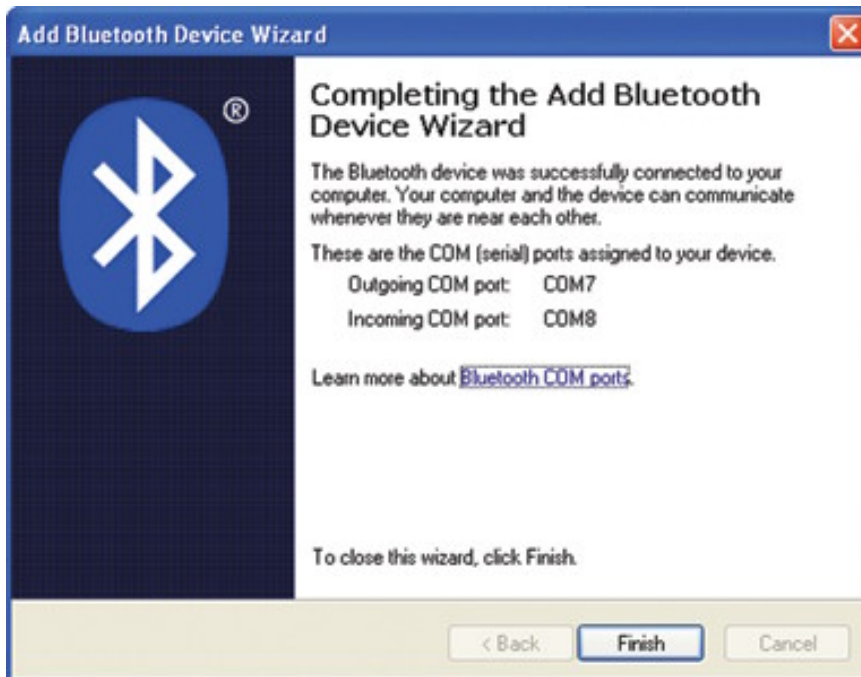 Add Bluetooth Device Wizard
®
Completing the Add Bluetooth
Device Wizard
The Bluetooth device was successfully connected to your
computer. Your computer and the device can communicate
whenever they are near each other.
These are the COM (serial) ports assigned to your device.
Outgoing COM port: COM7
Incoming COM port: COM8
Learn more about Bluetooth COM ports.
To close this wizard, click Finish.
< Back Finish Cancel